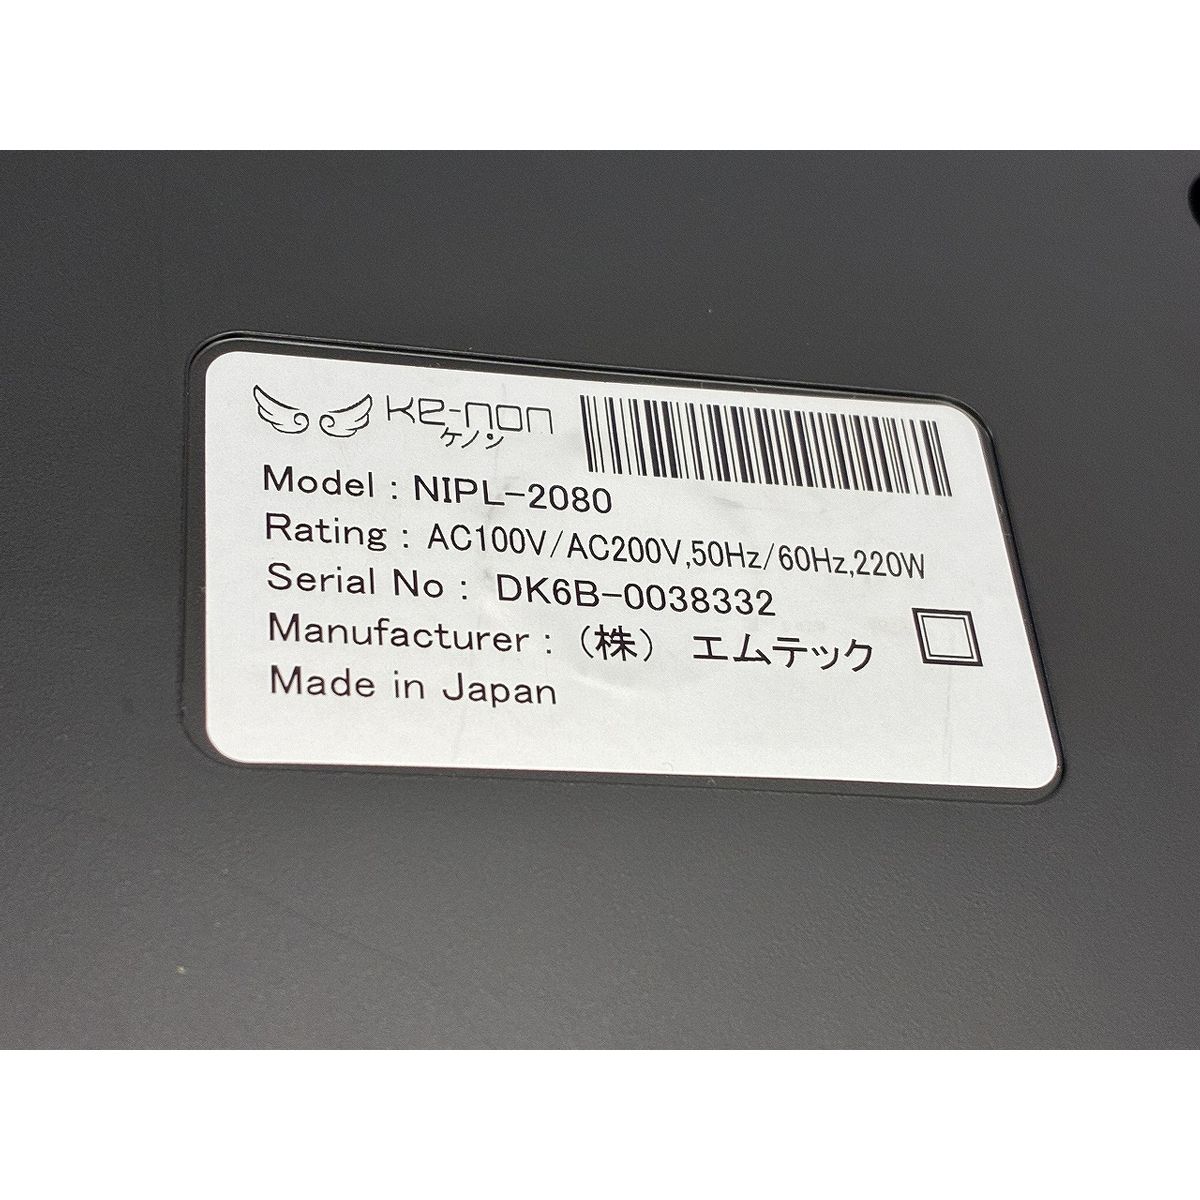 ke-non
ケノン
Model : NIPL-2080
Rating : AC100V/AC200V,50Hz/60Hz,220W
Serial No : DK6B-0038332
Manufacturer : (株) エムテック
Made in Japan